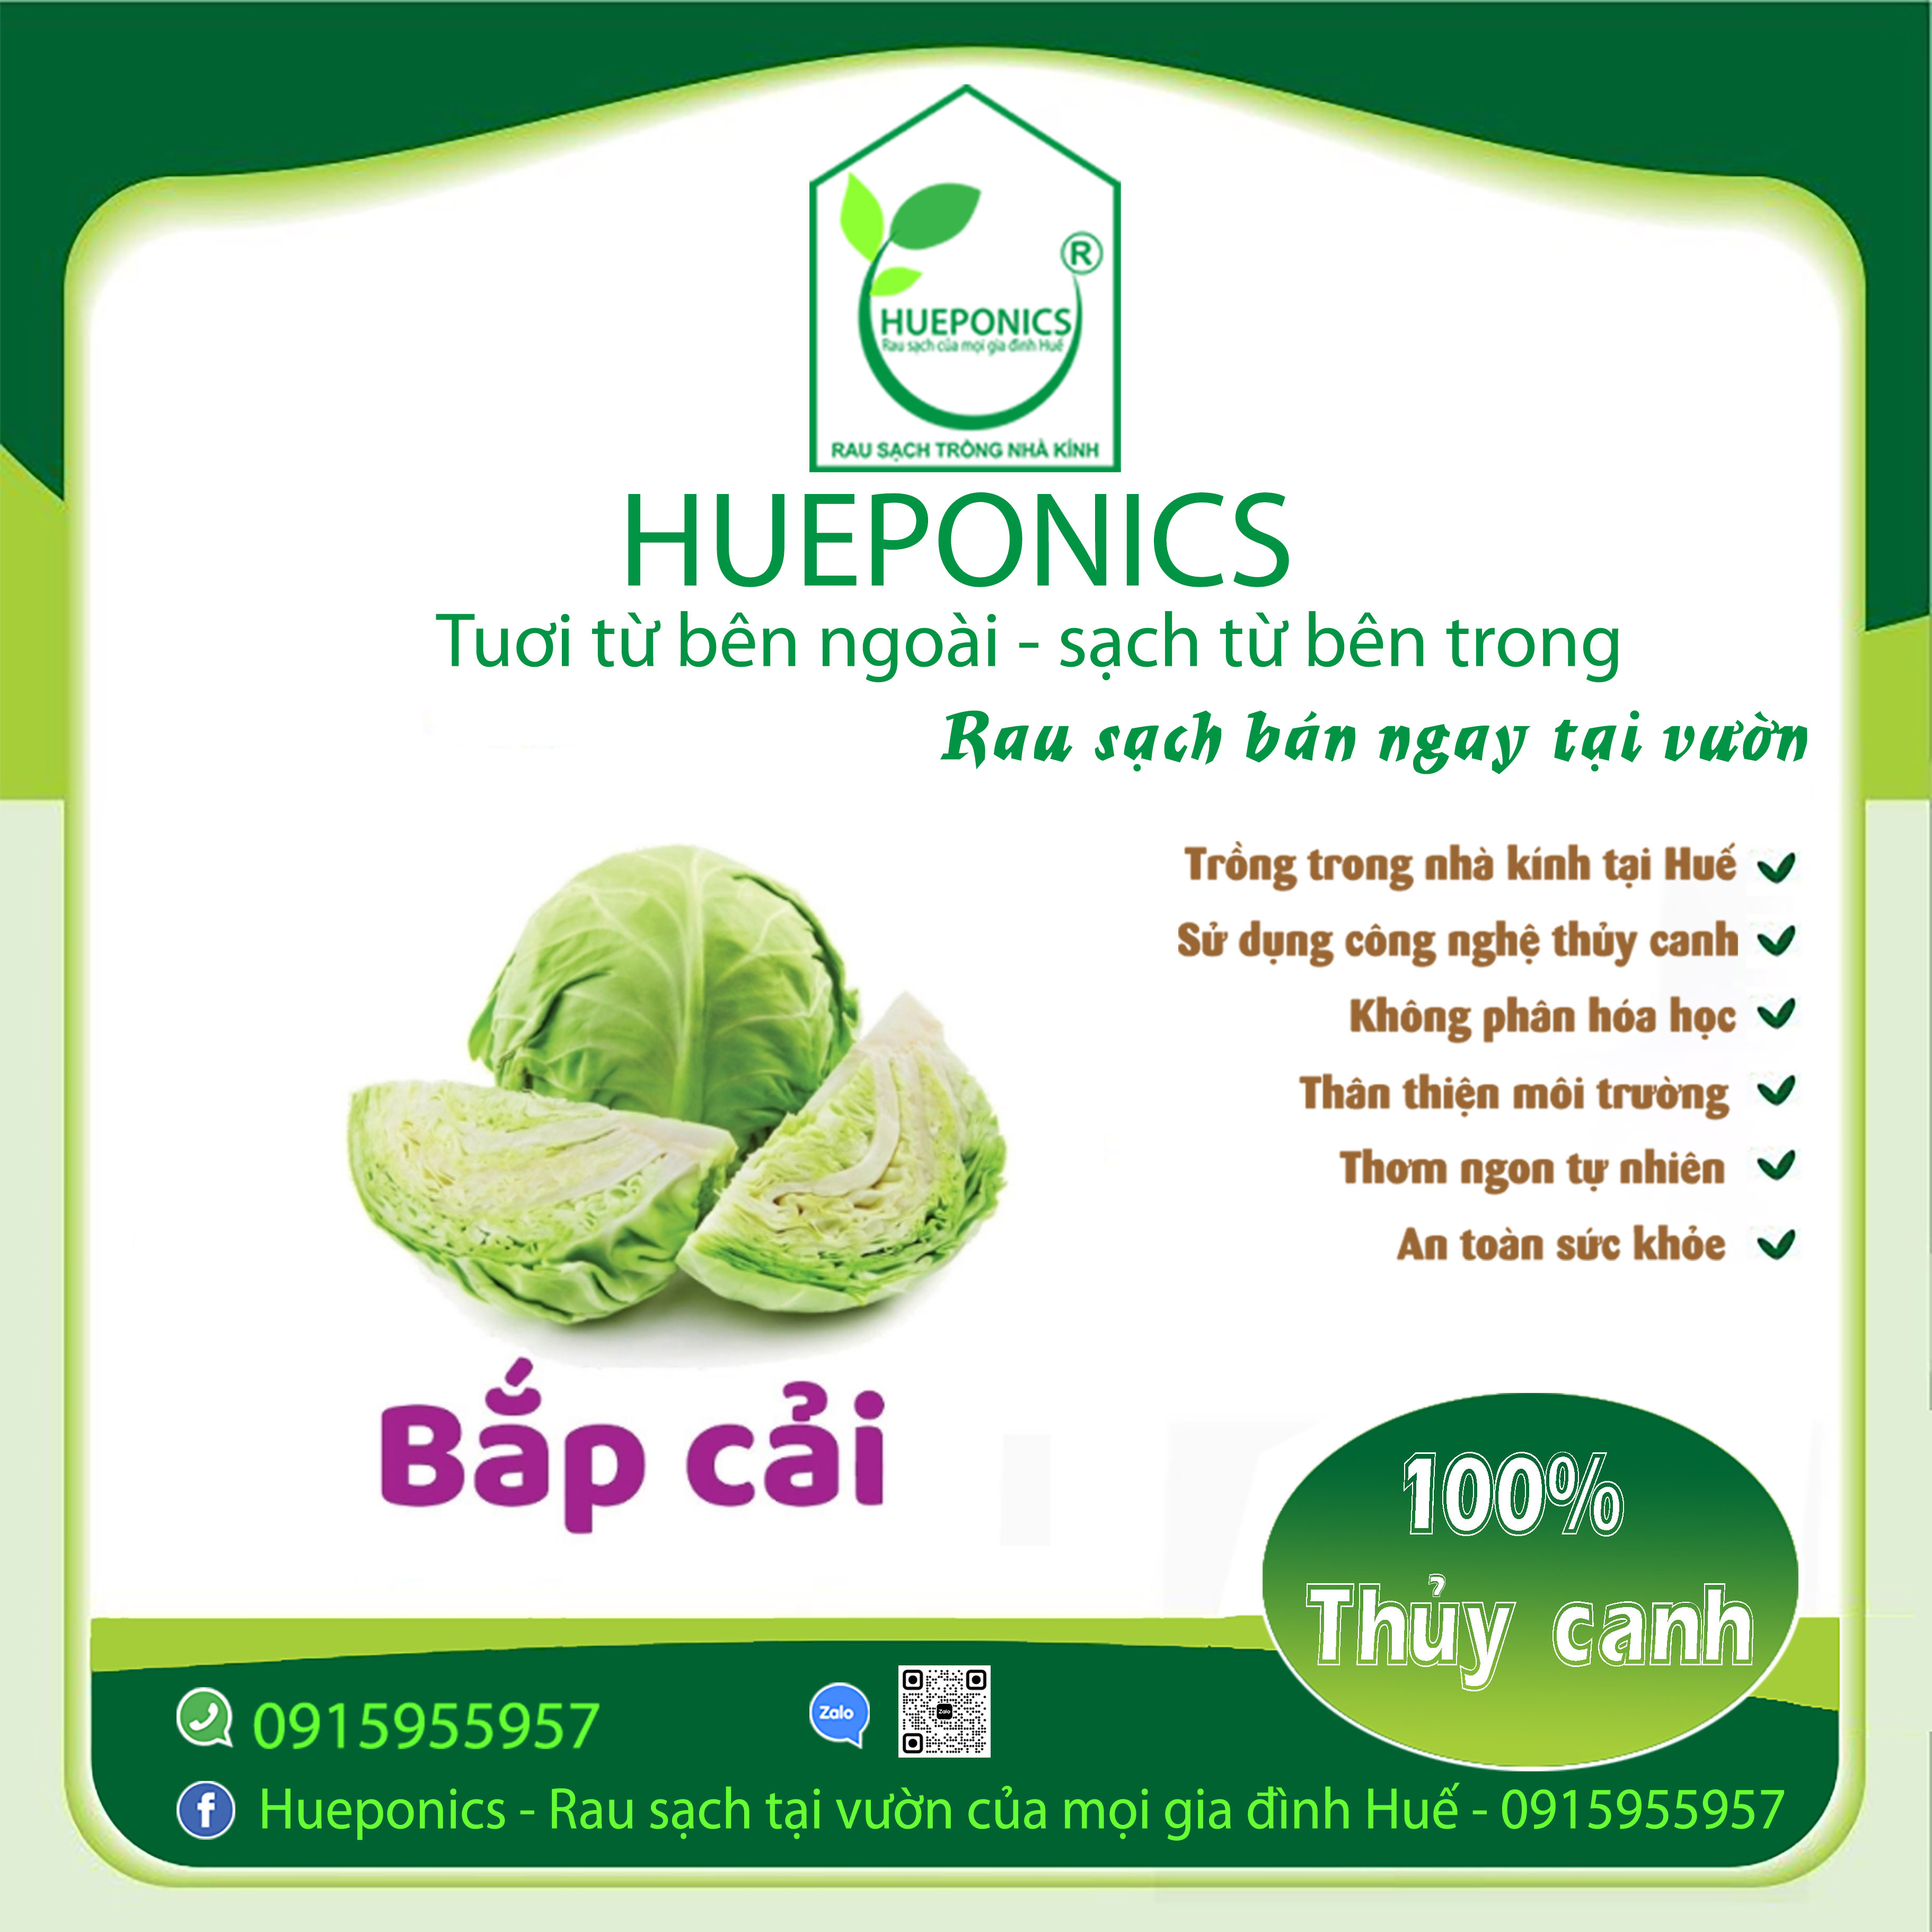 ®
HUEPONICS
Rau sạch của mọi gia đình Huế
RAU SẠCH TRỒNG NHÀ KÍNH
HUEPONICS
Tươi từ bên ngoài - sạch từ bên trong
Rau sạch bán ngay tại vườn
Trồng trong nhà kính tại Huế
Sử dụng công nghệ thủy canh
Không phân hóa học
Thân thiện môi trường
Thơm ngon tự nhiên
An toàn sức khỏe
Bắp cải
100%
Thủy canh
0915955957
Zalo
Zalo
Hueponics - Rau sạch tại vườn của mọi gia đình Huế - 0915955957